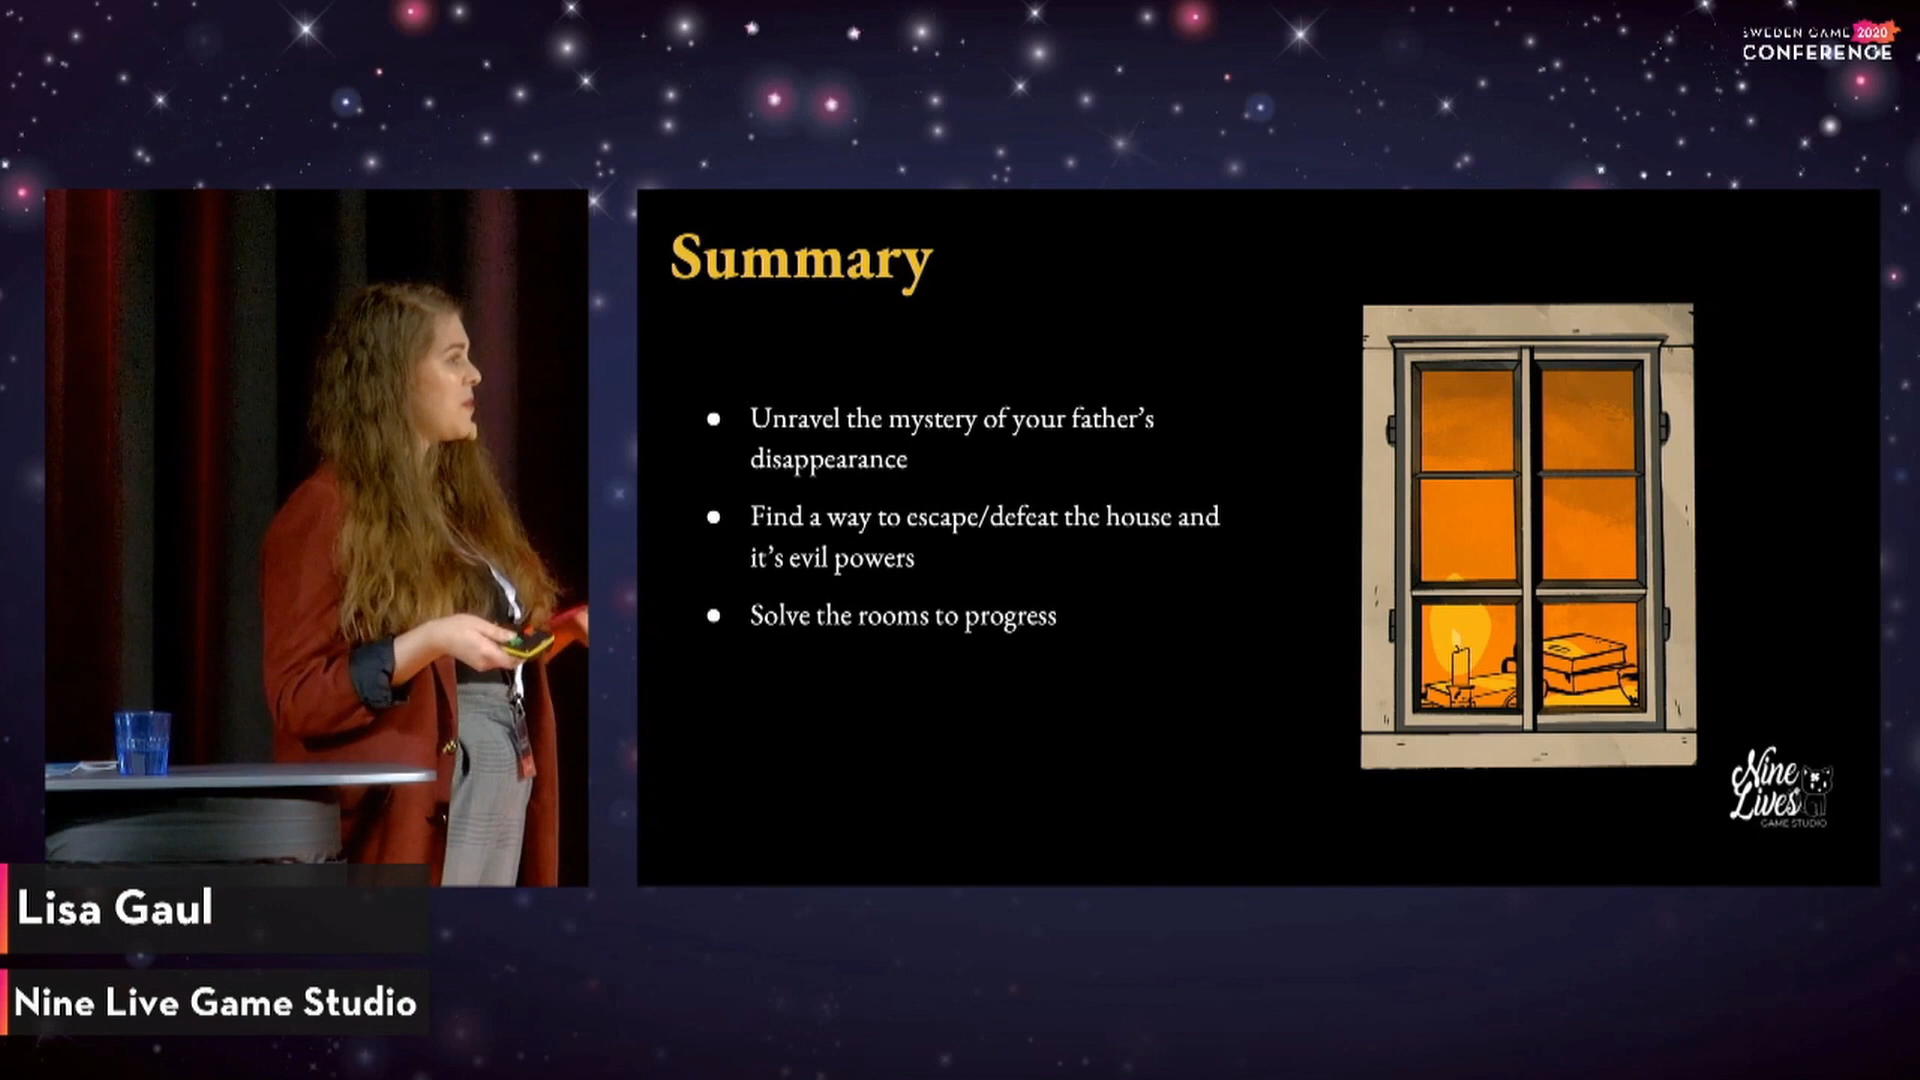 SWEDEN GAME 2020
CONFERENCE
Summary
● Unravel the mystery of your father’s
disappearance
● Find a way to escape/defeat the house and
it’s evil powers
● Solve the rooms to progress
Nine
Lives
GAME STUDIO
Lisa Gaul
Nine Live Game Studio